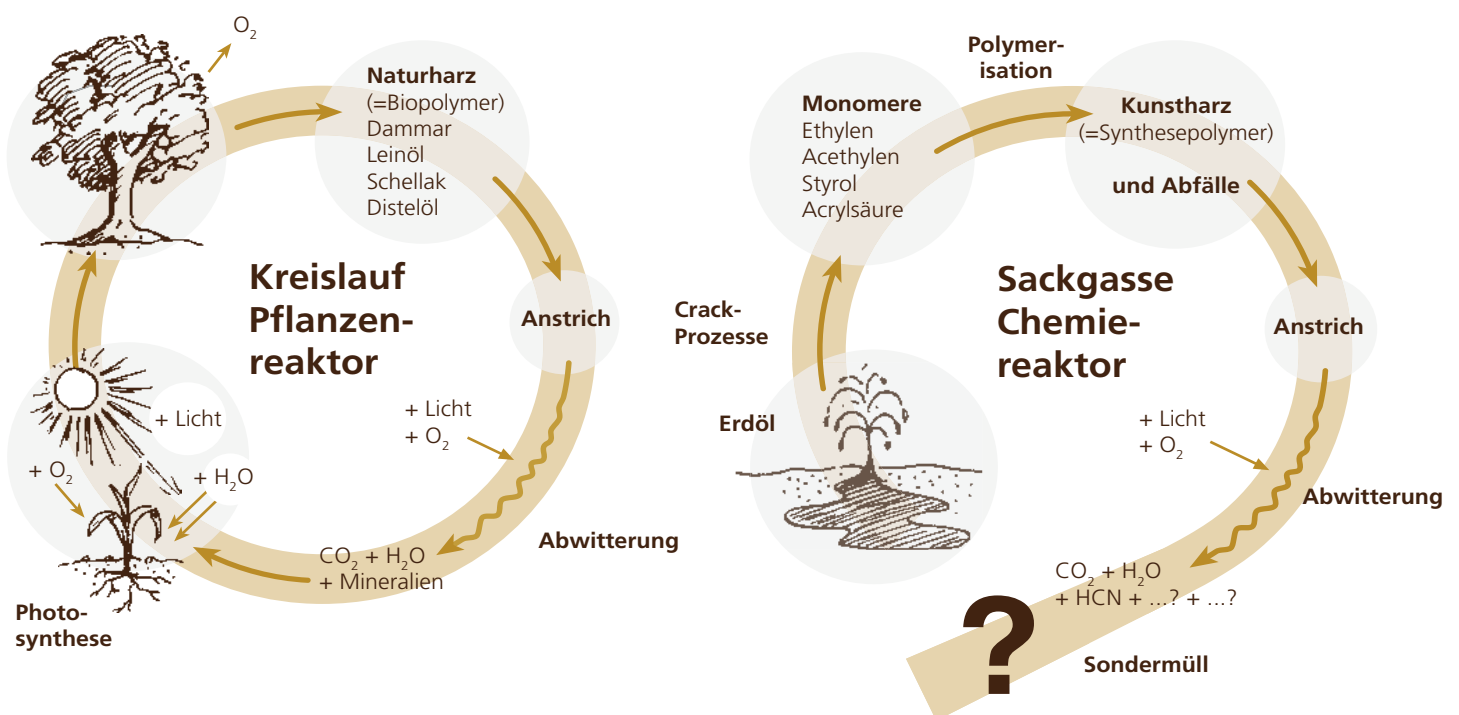 O2
Naturharz
(=Biopolymer)
Dammar
Leinöl
Schellak
Distelöl
Kreislauf
Pflanzen-
reaktor
Anstrich
+ Licht
+ O2
Abwitterung
CO2 + H2O
+ Mineralien
+ Licht
+ O2
+ H2O
Photo-
synthese
Polymer-
isation
Monomere
Ethylen
Acethylen
Styrol
Acrylsäure
Kunstharz
(=Synthesepolymer)
und Abfälle
Crack-
Prozesse
Sackgasse
Chemie-
reaktor
Anstrich
Erdöl
+ Licht
+ O2
Abwitterung
CO2 + H2O
+ HCN + ...? + ...?
?
Sondermüll